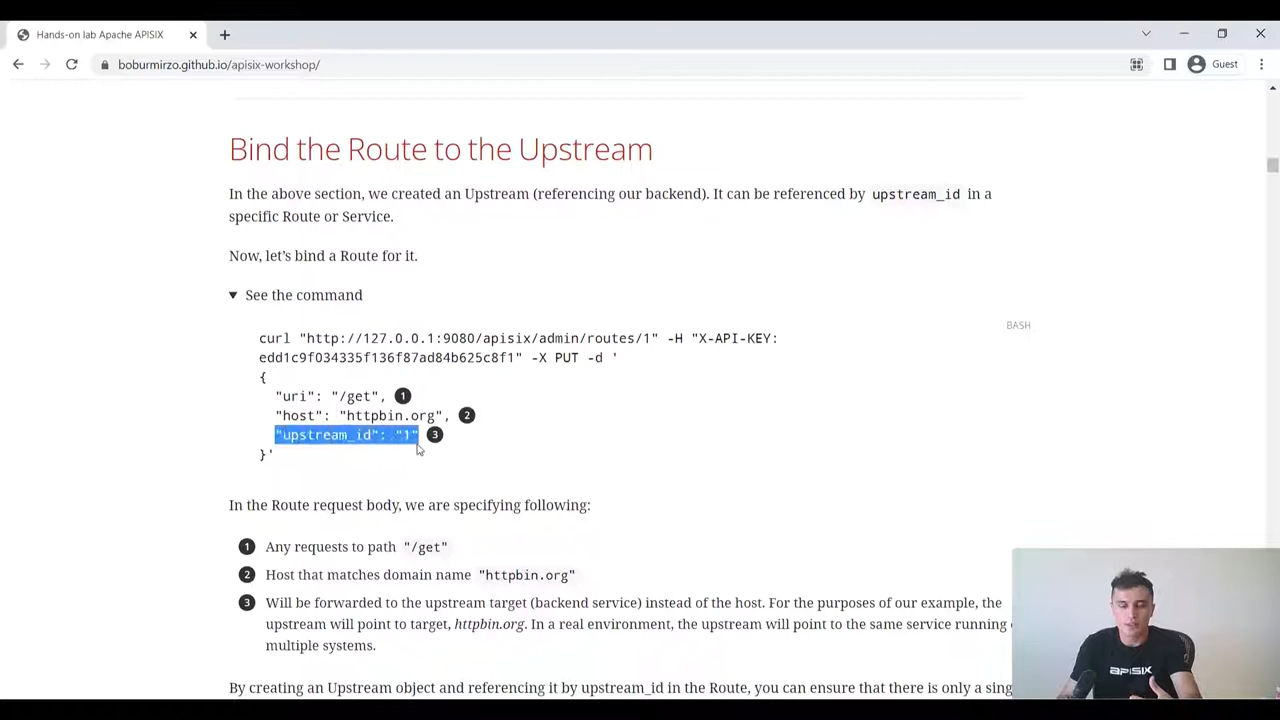 Hands-on lab Apache APISIX
boburmirzo.github.io/apisix-workshop/
Guest
Bind the Route to the Upstream
In the above section, we created an Upstream (referencing our backend). It can be referenced by upstream_id in a
specific Route or Service.
Now, let’s bind a Route for it.
See the command
BASH
curl "http://127.0.0.1:9080/apisix/admin/routes/1" -H "X-API-KEY:
edd1c9f034335f136f87ad84b625c8f1" -X PUT -d '
{
"uri": "/get", 1
"host": "httpbin.org", 2
"upstream_id": "1" 3
}'
In the Route request body, we are specifying following:
1 Any requests to path "/get"
2 Host that matches domain name "httpbin.org"
3 Will be forwarded to the upstream target (backend service) instead of the host. For the purposes of our example, the
upstream will point to target, httpbin.org. In a real environment, the upstream will point to the same service running
multiple systems.
By creating an Upstream object and referencing it by upstream_id in the Route, you can ensure that there is only a sing
APISIX